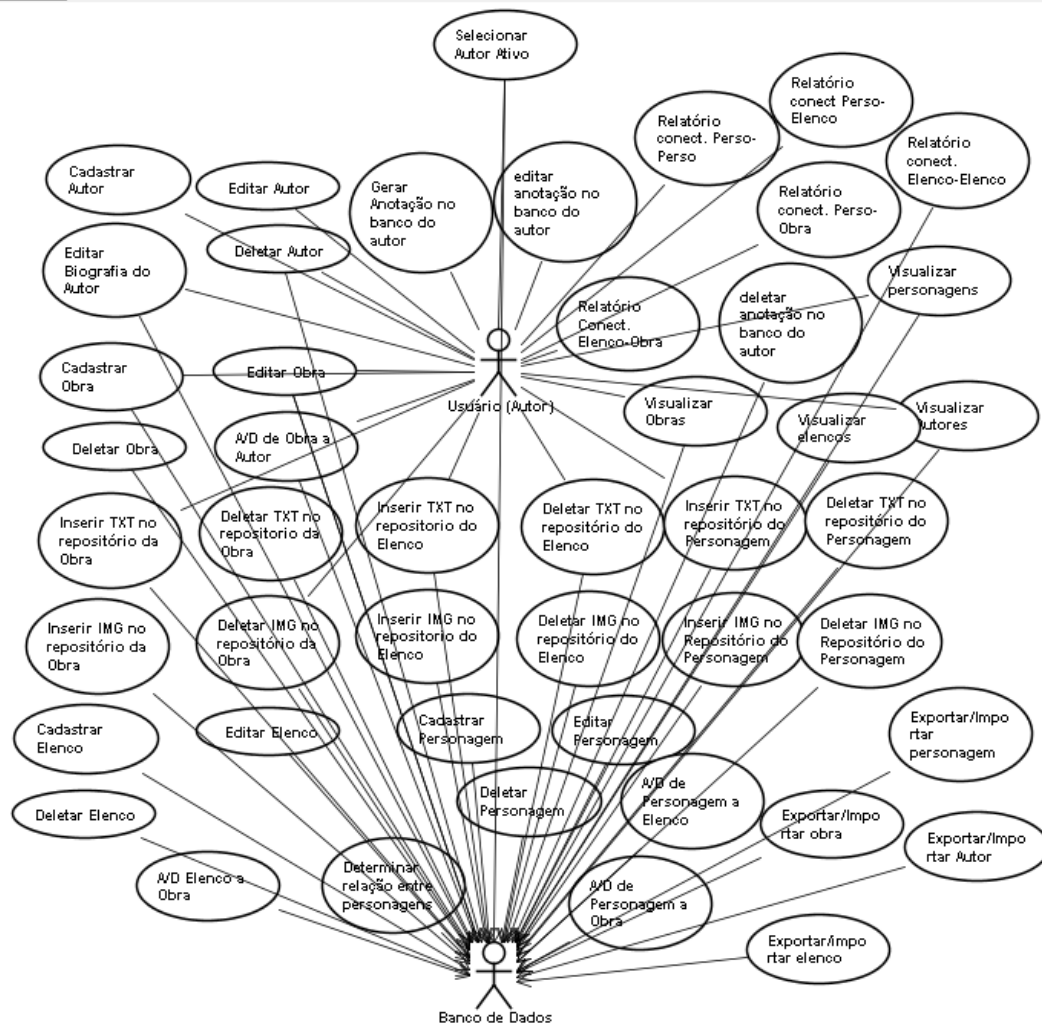 Selecionar
Autor Ativo
Relatório
conect Perso-
Elenco
Relatório
conect. Perso-
Perso
Relatório
conect.
Elenco-Elenco
Cadastrar
Autor
Editar Autor
Gerar
Anotação no
banco do
autor
editar
anotação no
banco do
autor
Relatório
conect. Perso-
Obra
Editar
Biografia do
Autor
Deletar Autor
Visualizar
personagens
Relatório
Conect.
Elenco-Obra
deletar
anotação no
banco do
autor
Cadastrar
Obra
Editar Obra
Usuário (Autor)
Visualizar
Obras
Visualizar
elencos
Visualizar
utores
Deletar Obra
A/D de Obra a
Autor
Inserir TXT no
repositório da
Obra
Deletar TXT no
repositorio da
Obra
Inserir TXT no
repositorio do
Elenco
Deletar TXT no
repositório do
Elenco
Inserir TXT no
repositório do
Personagem
Deletar TXT no
repositório do
Personagem
Inserir IMG no
repositório da
Obra
Deletar IMG no
repositório da
Obra
Inserir IMG no
repositorio do
Elenco
Deletar IMG no
repositório do
Elenco
Inserir IMG no
Repositório do
Personagem
Deletar IMG no
Repositório do
Personagem
Cadastrar
Elenco
Editar Elenco
Cadastrar
Personagem
Editar
Personagem
Exportar/Impo
rtar
personagem
Deletar Elenco
Deletar
Personagem
A/D de
Personagem a
Elenco
Exportar/Impo
rtar obra
Exportar/Impo
rtar Autor
A/D Elenco a
Obra
Determinar
relação entre
personagens
A/D de
Personagem a
Obra
Exportar/impo
rtar elenco
Banco de Dados